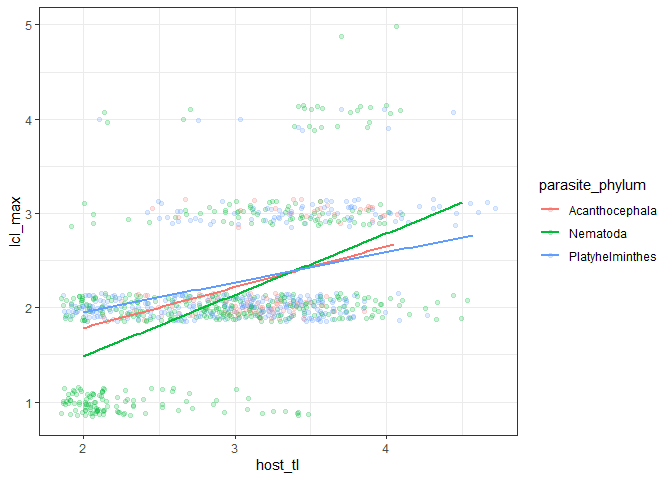 5
4
3
2
1
lcl_max
2
3
4
host_tl
parasite_phylum
Acanthocephala
Nematoda
Platyhelminthes